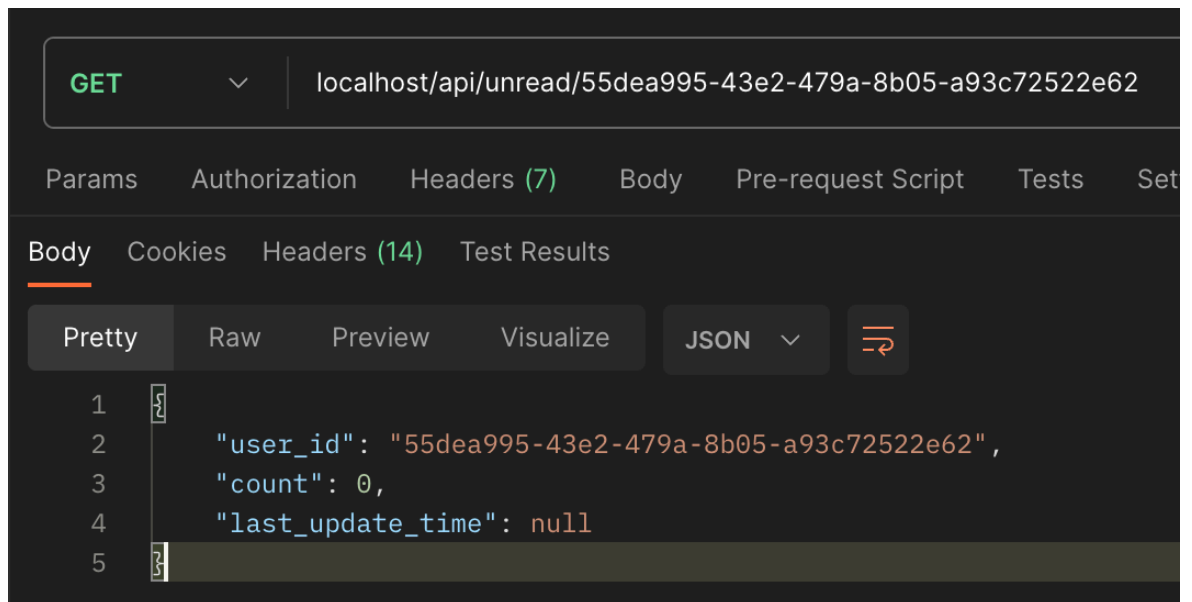 GET localhost/api/unread/55dea995-43e2-479a-8b05-a93c72522e62
Params Authorization Headers (7) Body Pre-request Script Tests Set
Body Cookies Headers (14) Test Results
Pretty Raw Preview Visualize JSON
1 {
2 "user_id": "55dea995-43e2-479a-8b05-a93c72522e62",
3 "count": 0,
4 "last_update_time": null
5 }